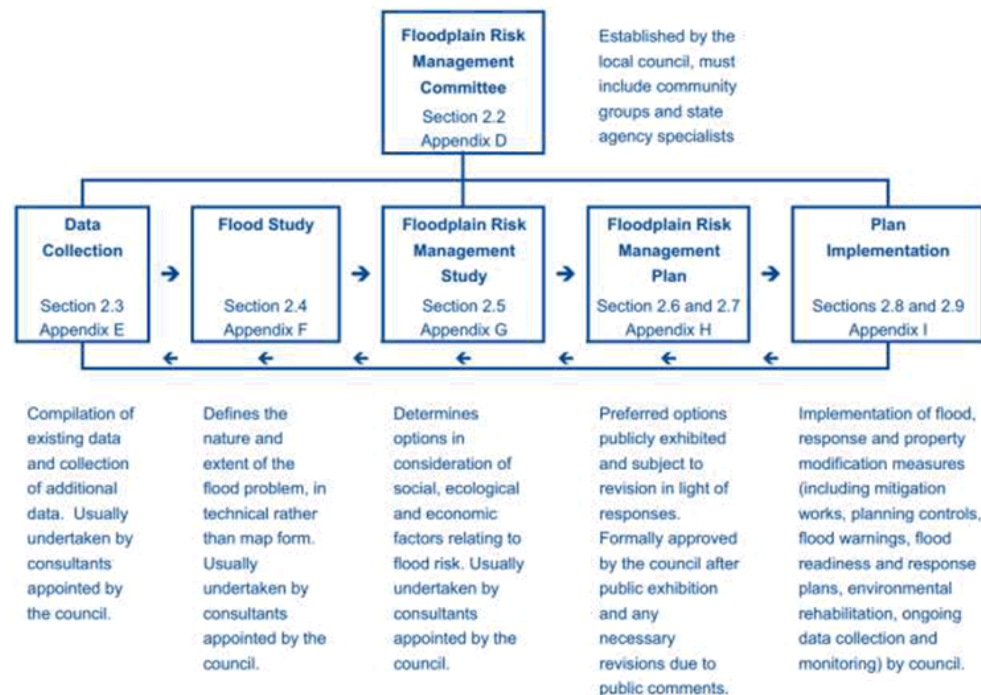 Floodplain Risk
Management
Committee
Section 2.2
Appendix D
Established by the
local council, must
include community
groups and state
agency specialists
Data
Collection
Section 2.3
Appendix E
Flood Study
Section 2.4
Appendix F
Floodplain Risk
Management
Study
Section 2.5
Appendix G
Floodplain Risk
Management
Plan
Section 2.6 and 2.7
Appendix H
Plan
Implementation
Sections 2.8 and 2.9
Appendix I
Compilation of
existing data
and collection
of additional
data. Usually
undertaken by
consultants
appointed by
the council.
Defines the
nature and
extent of the
flood problem, in
technical rather
than map form.
Usually
undertaken by
consultants
appointed by the
council.
Determines
options in
consideration of
social, ecological
and economic
factors relating to
flood risk. Usually
undertaken by
consultants
appointed by the
council.
Preferred options
publicly exhibited
and subject to
revision in light of
responses.
Formally approved
by the council after
public exhibition
and any
necessary
revisions due to
public comments.
Implementation of flood,
response and property
modification measures
(including mitigation
works, planning controls,
flood warnings, flood
readiness and response
plans, environmental
rehabilitation, ongoing
data collection and
monitoring) by council.